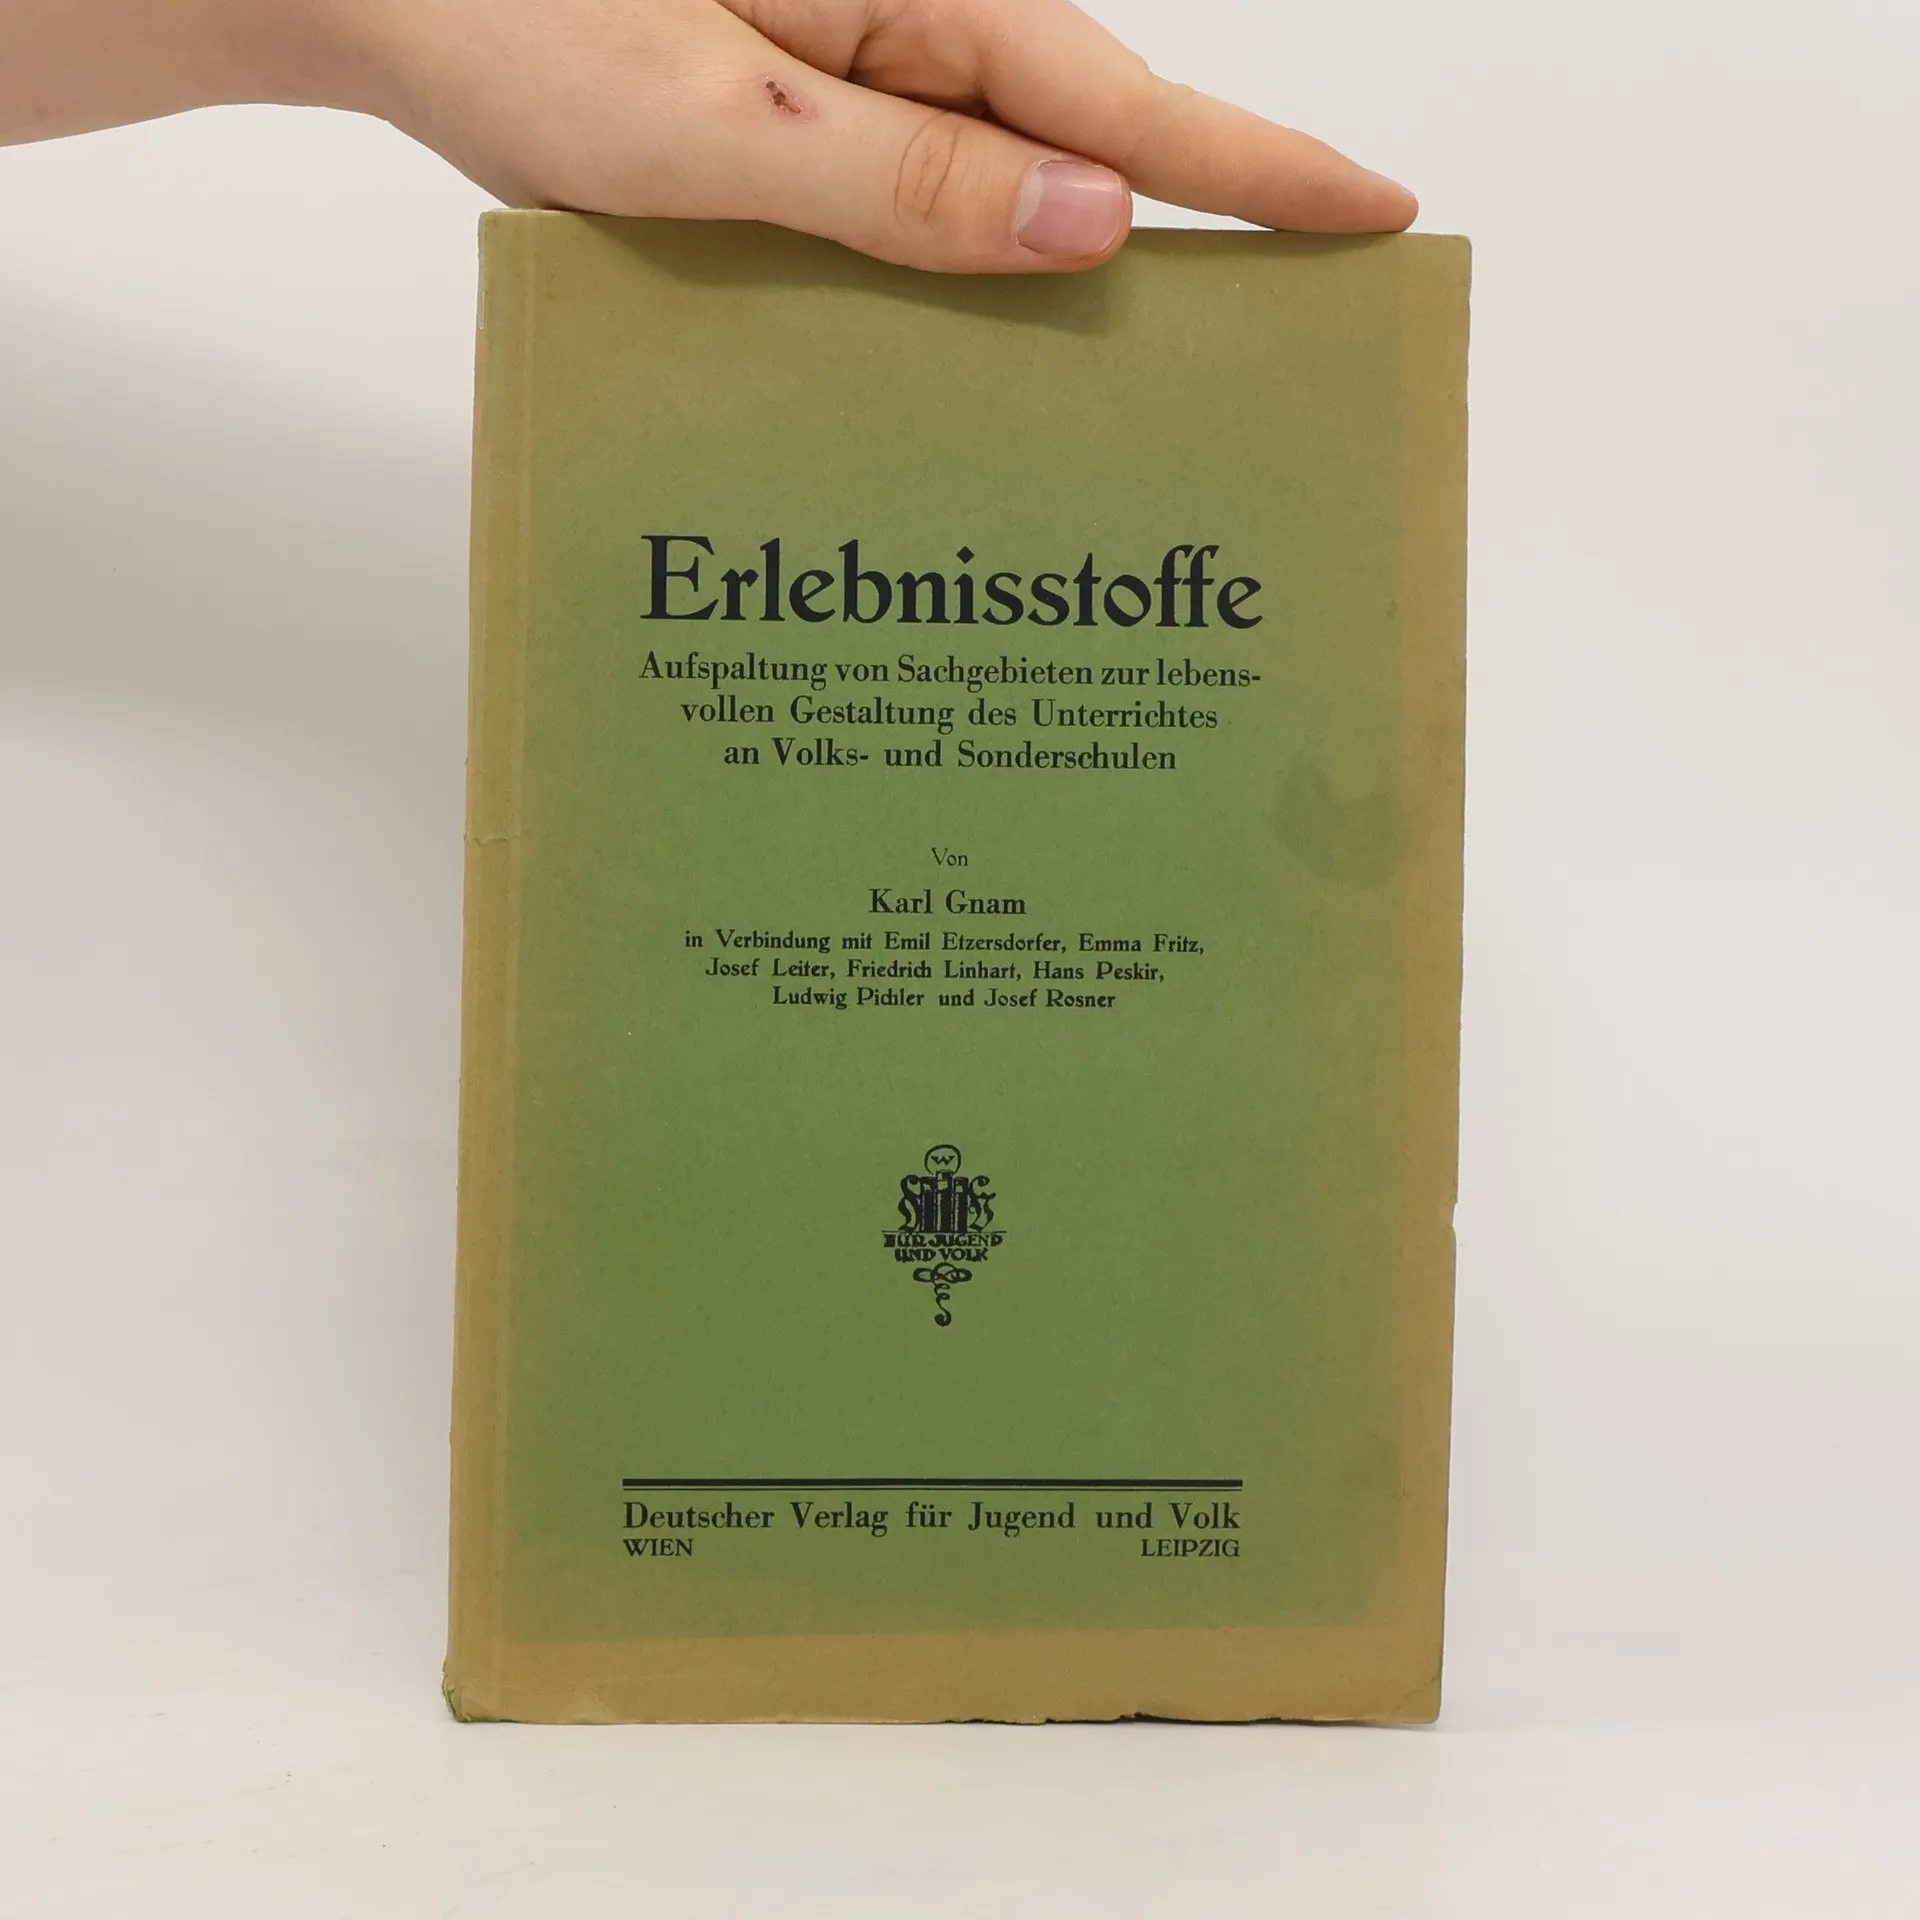 Erlebnisstoffe
Aufspaltung von Sachgebieten zur lebens-
vollen Gestaltung des Unterrichtes
an Volks- und Sonderschulen
Von
Karl Gnam
in Verbindung mit Emil Etzersdorfer, Emma Fritz,
Josef Leiter, Friedrich Linhart, Hans Peskir,
Ludwig Pichler und Josef Rosner
W
FÜR JUGEND
UND VOLK
Deutscher Verlag für Jugend und Volk
WIEN LEIPZIG